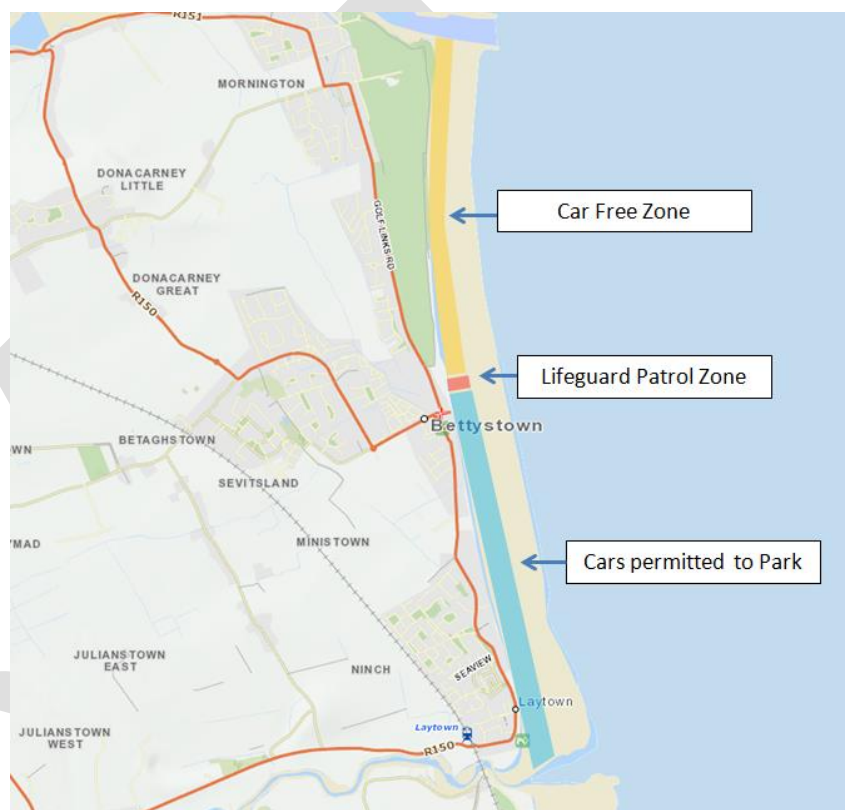 R151
MORNINGTON
DONACARNEY
LITTLE
GOLF LINKS RD
Car Free Zone
DONACARNEY
GREAT
R150
Lifeguard Patrol Zone
Bettystown
BETAGHSTOWN
WN
SEVITSLAND
YMAD
MINISTOWN
Cars permitted to Park
JULIANSTOWN
EAST
NINCH
SEAVIEW
Laytown
JULIANSTOWN
WEST
Laytown
R150